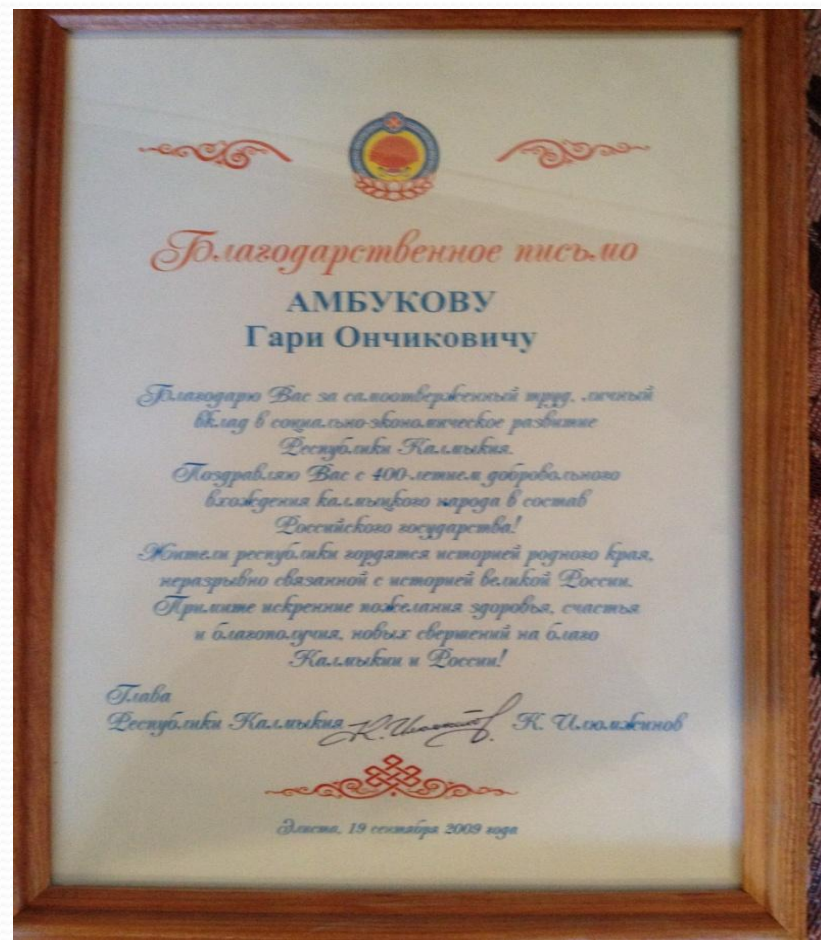 Благодарственное письмо
АМБУКОВУ
Гари Ончиковичу
Благодарю Вас за самоотверженный труд, личный
вклад в социально-экономическое развитие
Республики Калмыкия.
Поздравляю Вас с 400-летием добровольного
вхождения калмыцкого народа в состав
Российского государства!
Жители республики гордятся историей родного края,
неразрывно связанной с историей великой России.
Примите искренние пожелания здоровья, счастья
и благополучия, новых свершений на благо
Калмыкии и России!
Глава
Республики Калмыкия К. Илюмжинов
Элиста, 19 сентября 2009 года